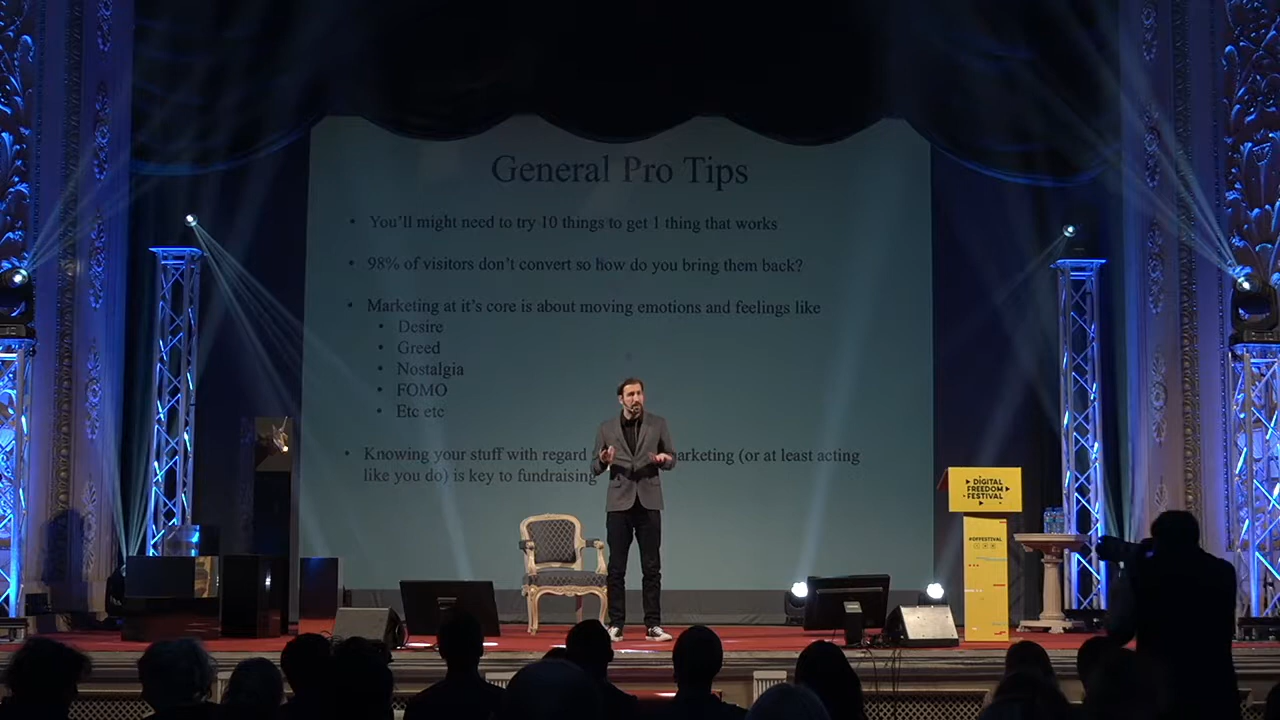 General Pro Tips
• You'll might need to try 10 things to get 1 thing that works
• 98% of visitors don't convert so how do you bring them back?
• Marketing at it's core is about moving emotions and feelings like
• Desire
• Greed
• Nostalgia
• FOMO
• Etc etc
• Knowing your stuff with regard arketing (or at least acting
like you do) is key to fundraising
DIGITAL
FREEDOM
FESTIVAL
#DFFESTIVAL